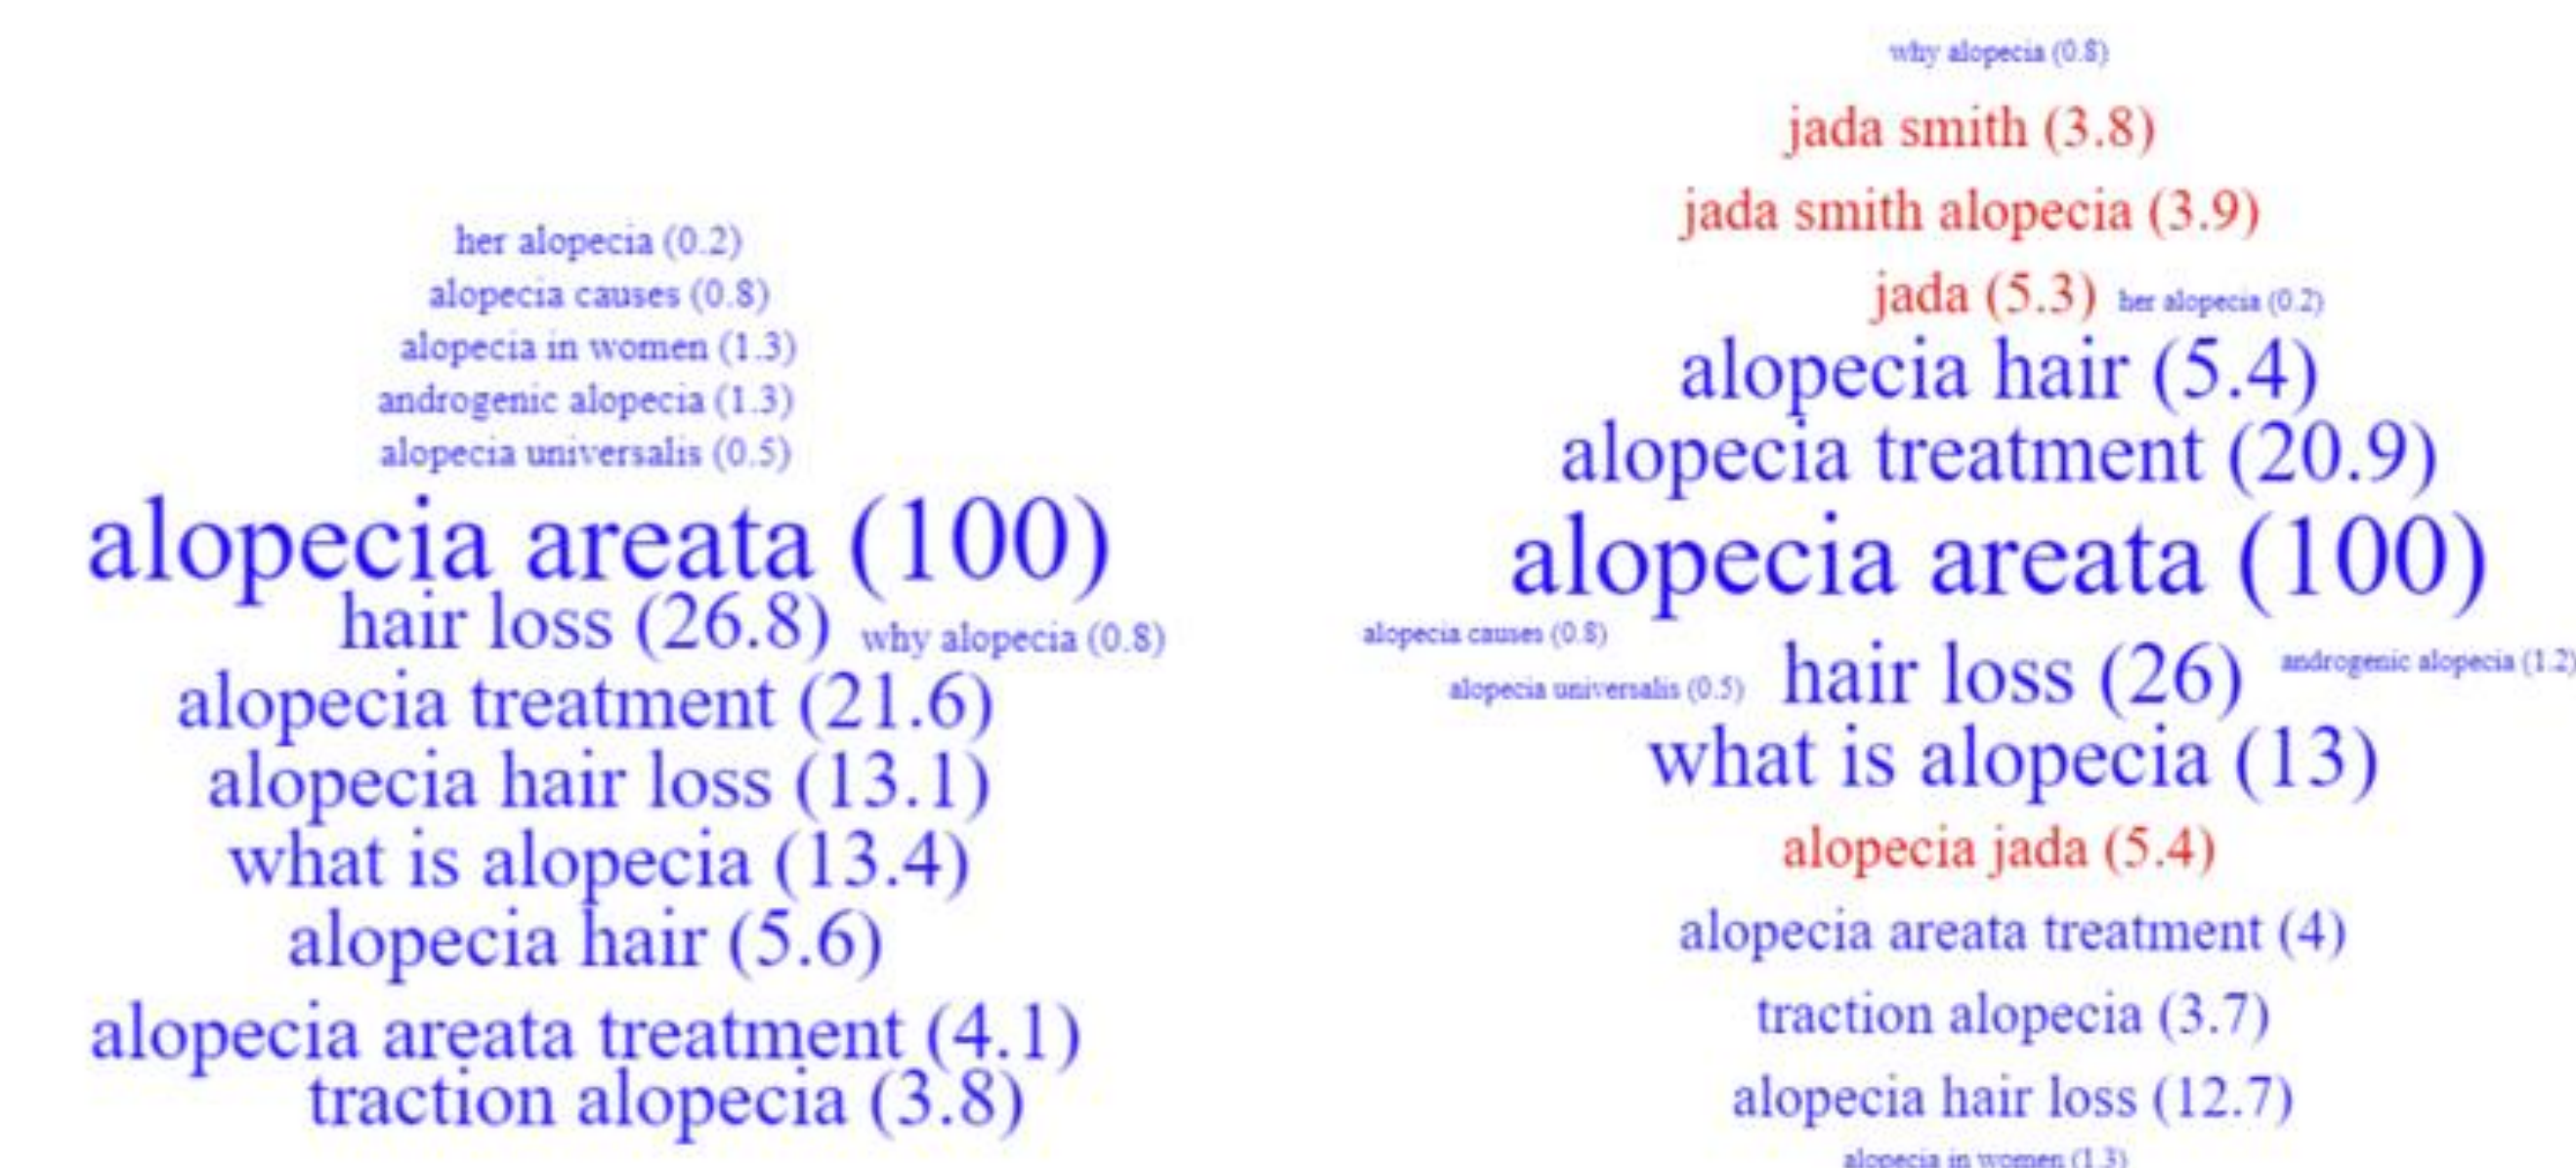 her alopecia (0.2)
alopecia causes (0.8)
alopecia in women (1.3)
androgenic alopecia (1.3)
alopecia universalis (0.5)
alopecia areata (100)
hair loss (26.8) why alopecia (0.8)
alopecia treatment (21.6)
alopecia hair loss (13.1)
what is alopecia (13.4)
alopecia hair (5.6)
alopecia areata treatment (4.1)
traction alopecia (3.8)
why alopecia (0.8)
jada smith (3.8)
jada smith alopecia (3.9)
jada (5.3) her alopecia (0.2)
alopecia hair (5.4)
alopecia treatment (20.9)
alopecia areata (100)
alopecia causes (0.8)
alopecia universalis (0.5) hair loss (26) androgenic alopecia (1.2)
what is alopecia (13)
alopecia jada (5.4)
alopecia areata treatment (4)
traction alopecia (3.7)
alopecia hair loss (12.7)
alopecia in women (1.3)